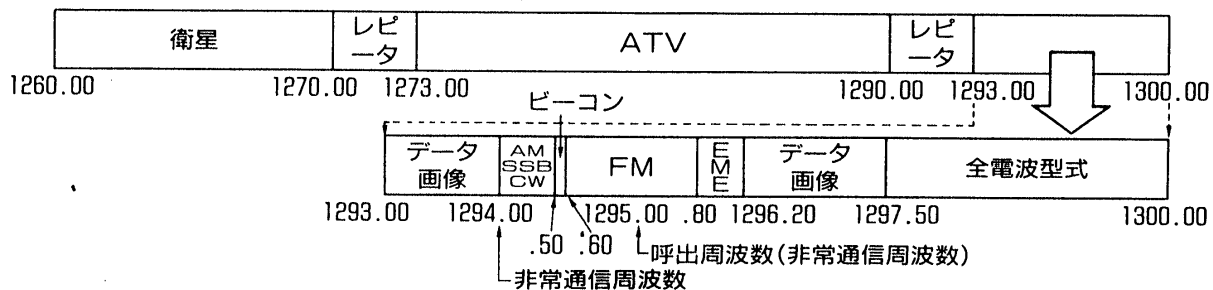 衛星 レピータ ATV レピータ
1260.00 1270.00 1273.00 1290.00 1293.00 1300.00
ビーコン
データ画像 AM SSB CW FM EME データ画像 全電波型式
1293.00 1294.00 1295.00 .80 1296.20 1297.50 1300.00
.50 .60 呼出周波数(非常通信周波数)
非常通信周波数